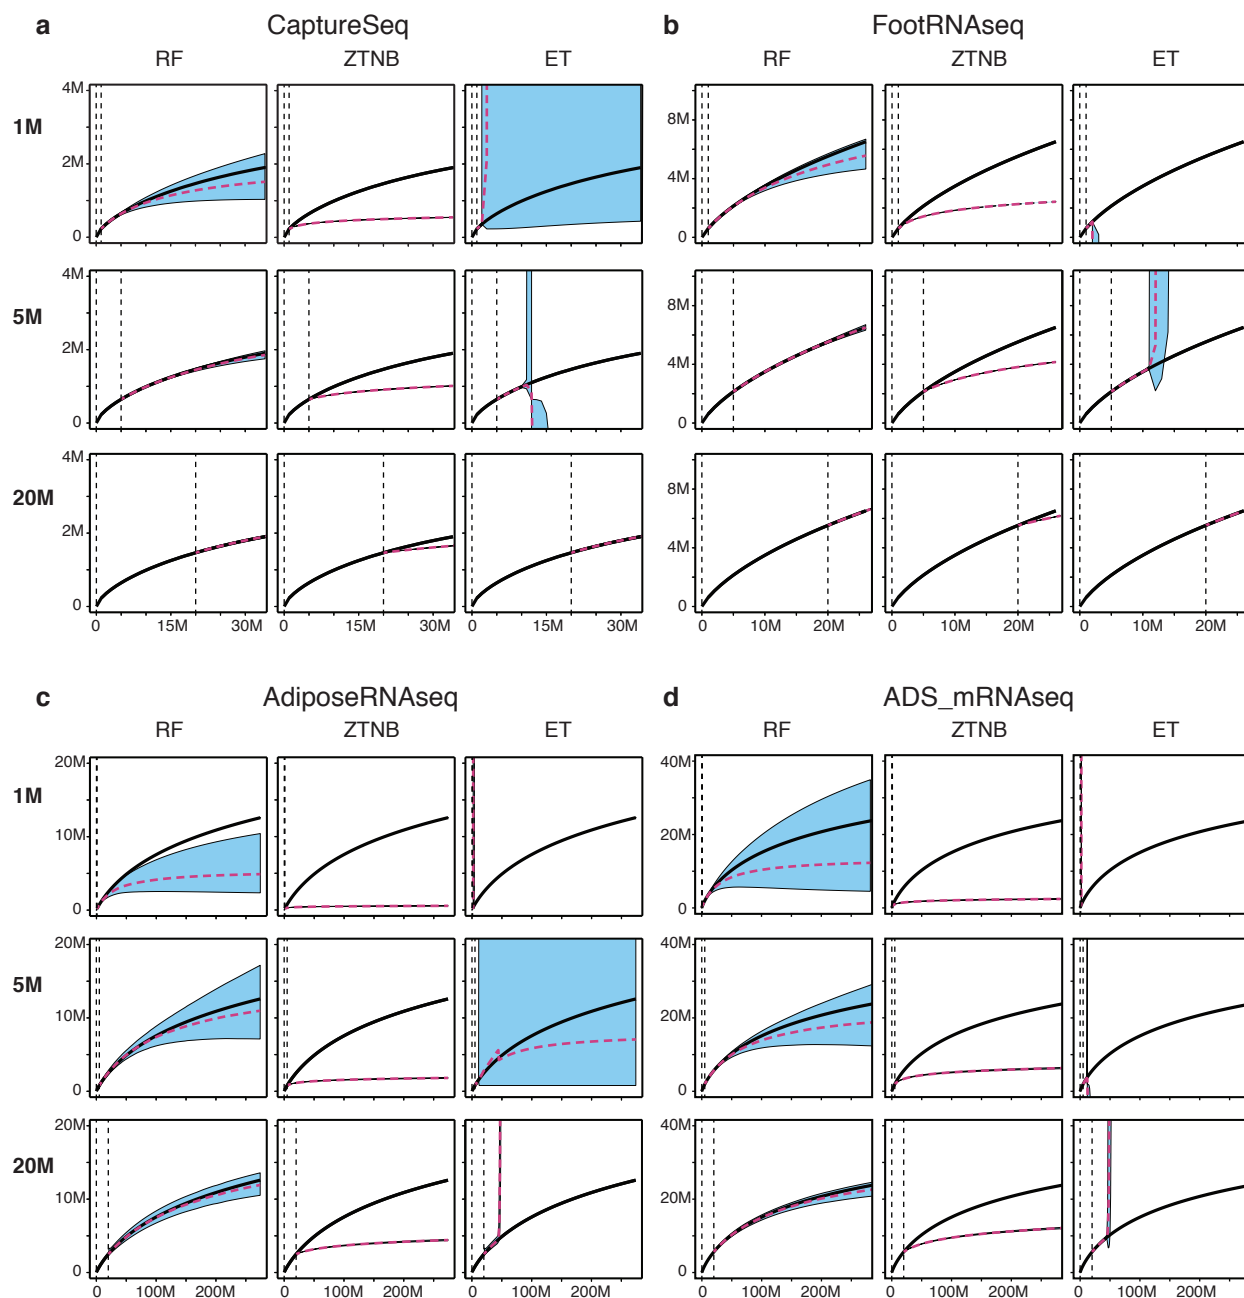 a CaptureSeq b FootRNAseq
RF ZTNB ET RF ZTNB ET
1M
4M
2M
0
8M
4M
0
5M
4M
2M
0
8M
4M
0
20M
4M
2M
0
8M
4M
0
0 15M 30M 0 15M 30M 0 15M 30M 0 10M 20M 0 10M 20M 0 10M 20M
c AdiposeRNAseq d ADS_mRNAseq
RF ZTNB ET RF ZTNB ET
1M
20M
10M
0
40M
20M
0
5M
20M
10M
0
40M
20M
0
20M
20M
10M
0
40M
20M
0
0 100M 200M 0 100M 200M 0 100M 200M 0 100M 200M 0 100M 200M 0 100M 200M